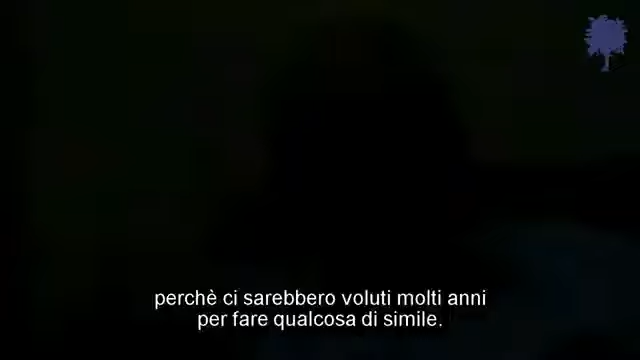 perchè ci sarebbero voluti molti anni
per fare qualcosa di simile.